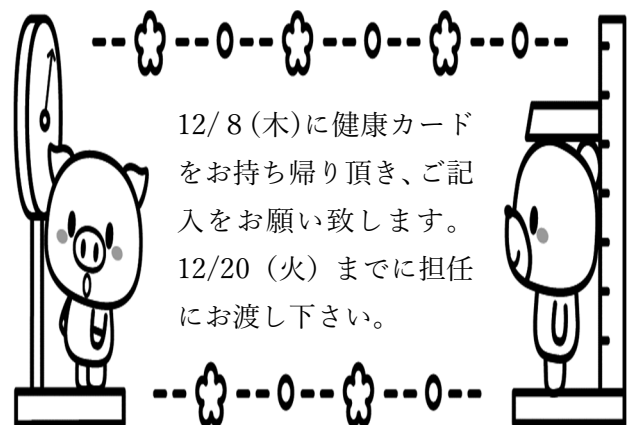 12/８(木)に健康カード
をお持ち帰り頂き、ご記
入をお願い致します。
12/20（火）までに担任
にお渡し下さい。